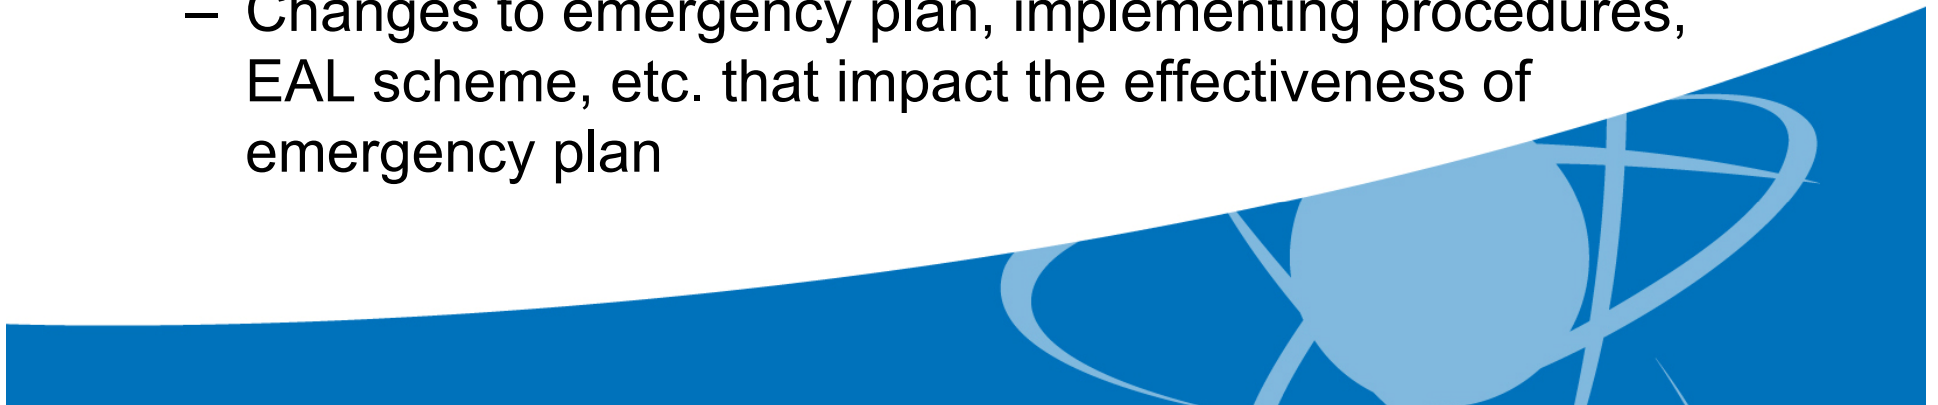 – Changes to emergency plan, implementing procedures,
EAL scheme, etc. that impact the effectiveness of
emergency plan